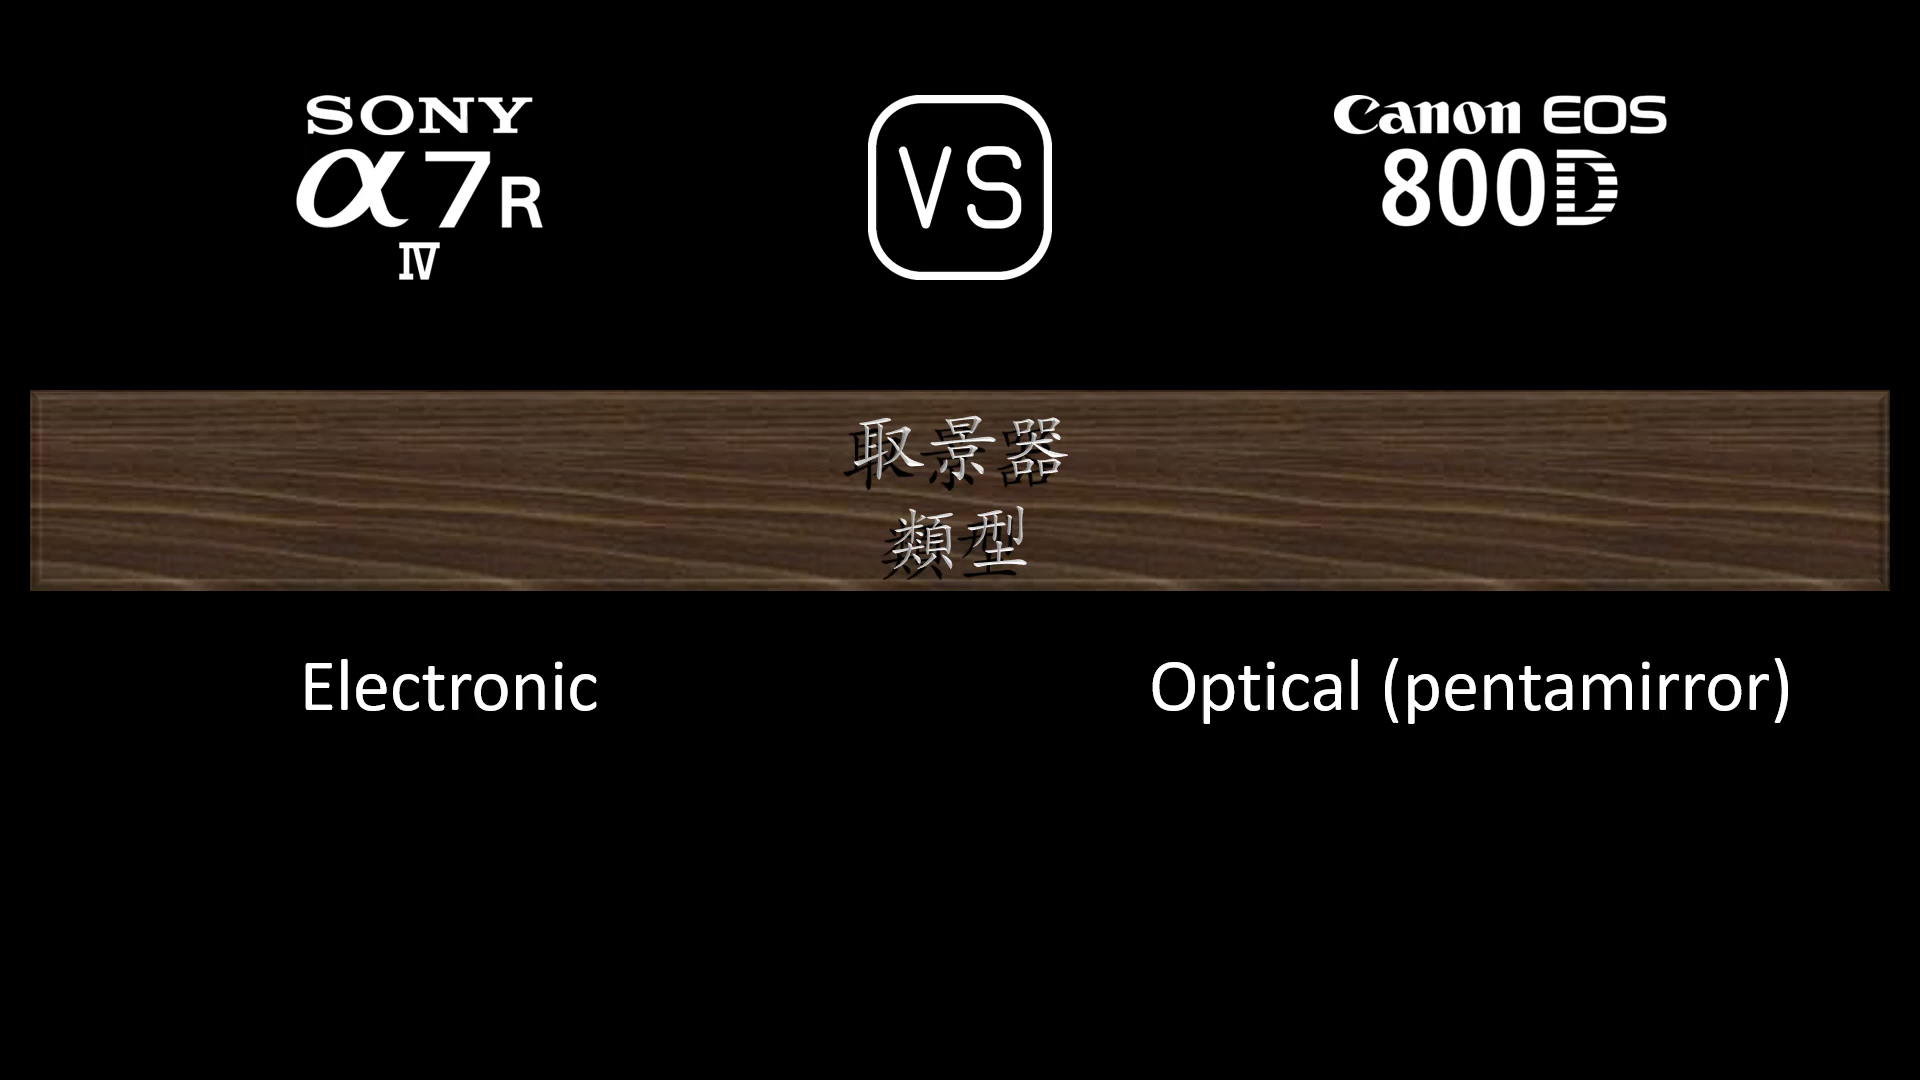 SONY
α7R
IV
VS
Canon EOS
800D
取景器
類型
Electronic
Optical (pentamirror)